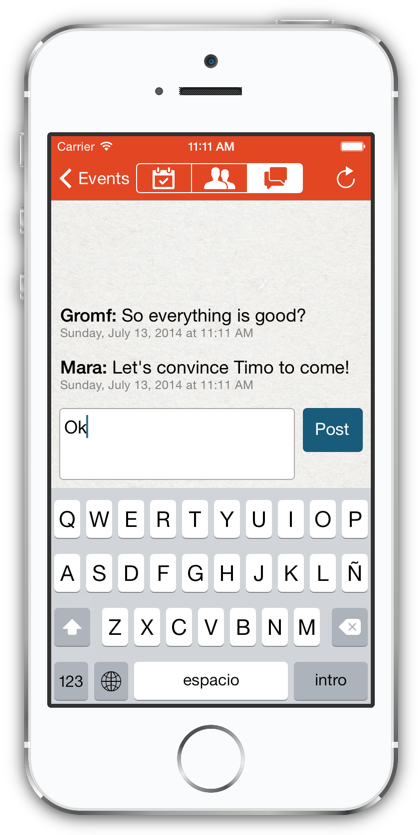 Carrier 11:11 AM
Events
Gromf: So everything is good?
Sunday, July 13, 2014 at 11:11 AM
Mara: Let's convince Timo to come!
Sunday, July 13, 2014 at 11:11 AM
Ok
Post
Q W E R T Y U I O P
A S D F G H J K L Ñ
Z X C V B N M
123 espacio intro